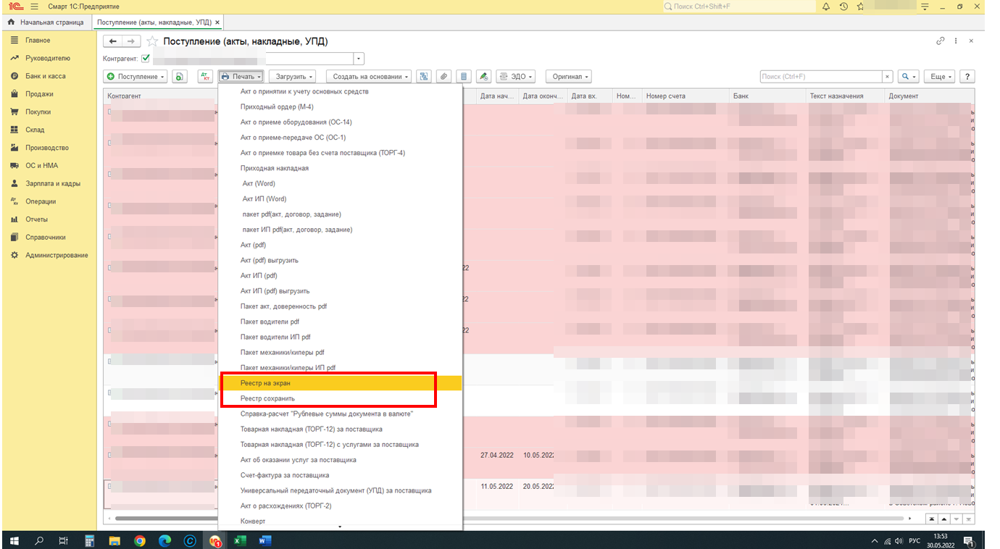 1С Смарт 1С:Предприятие Поиск Ctrl+Shift+F
Начальная страница Поступление (акты, накладные, УПД) ×
Главное
Руководителю
Банк и касса
Продажи
Покупки
Склад
Производство
ОС и НМА
Зарплата и кадры
Операции
Отчеты
Справочники
Администрирование
Поступление (акты, накладные, УПД)
Контрагент:
Поступление Дт Кт Печать Загрузить Создать на основании ЭДО Оригинал Поиск (Ctrl+F) × Еще ?
Контрагент Дата нач... Дата оконч... Дата вх. Ном... Номер счета Банк Текст назначения Документ
Акт о принятии к учету основных средств
Приходный ордер (М-4)
Акт о приеме оборудования (ОС-14)
Акт о приеме-передаче ОС (ОС-1)
Акт о приемке товара без счета поставщика (ТОРГ-4)
Приходная накладная
Акт (Word)
Акт ИП (Word)
пакет pdf(акт, договор, задание)
пакет ИП pdf(акт, договор, задание)
Акт (pdf)
Акт (pdf) выгрузить
Акт ИП (pdf)
Акт ИП (pdf) выгрузить
Пакет акт, доверенность pdf
Пакет водители pdf
Пакет водители ИП pdf
Пакет механики/киперы pdf
Пакет механики/киперы ИП pdf
Реестр на экран
Реестр сохранить
Справка-расчет "Рублевые суммы документа в валюте"
Товарная накладная (ТОРГ-12) за поставщика
Товарная накладная (ТОРГ-12) с услугами за поставщика
Акт об оказании услуг за поставщика
Счет-фактура за поставщика
Универсальный передаточный документ (УПД) за поставщика
Акт о расхождениях (ТОРГ-2)
Конверт
22
22
22
27.04.2022 10.05.2022
11.05.2022 20.05.2022
РУС 13:53
30.05.2022 1